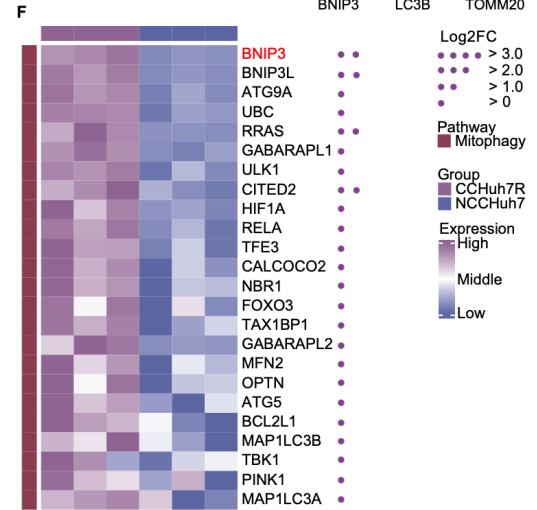 F
BNIP3 LC3B TOMM20
BNIP3
BNIP3L
ATG9A
UBC
RRAS
GABARAPL1
ULK1
CITED2
HIF1A
RELA
TFE3
CALCOCO2
NBR1
FOXO3
TAX1BP1
GABARAPL2
MFN2
OPTN
ATG5
BCL2L1
MAP1LC3B
TBK1
PINK1
MAP1LC3A
Log2FC
> 3.0
> 2.0
> 1.0
> 0
Pathway
Mitophagy
Group
CCHuh7R
NCCHuh7
Expression
High
Middle
Low